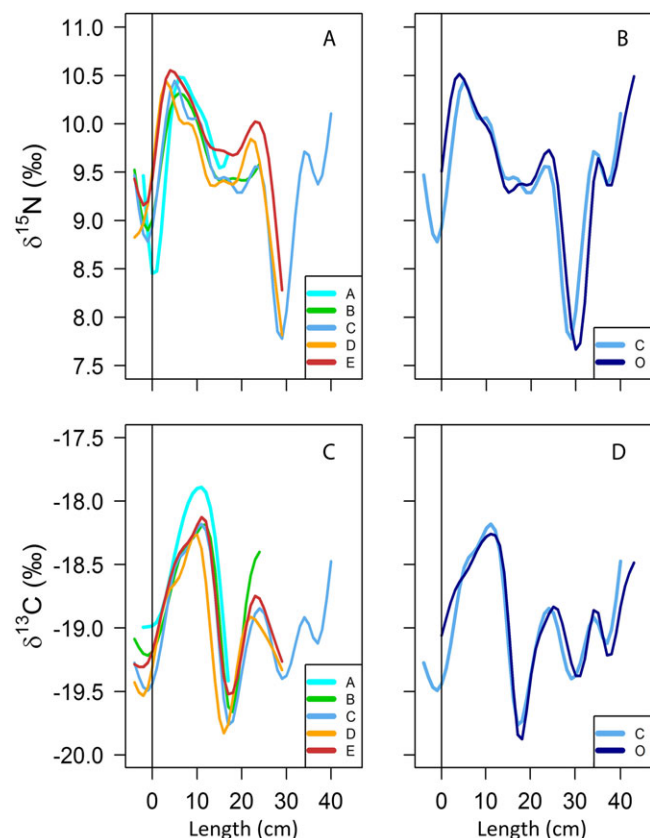 11.0
10.5
10.0
9.5
9.0
8.5
8.0
7.5
δ15N (‰)
A
A
B
C
D
E
B
C
O
-17.5
-18.0
-18.5
-19.0
-19.5
-20.0
δ13C (‰)
C
A
B
C
D
E
D
C
O
0 10 20 30 40
0 10 20 30 40
Length (cm)
Length (cm)